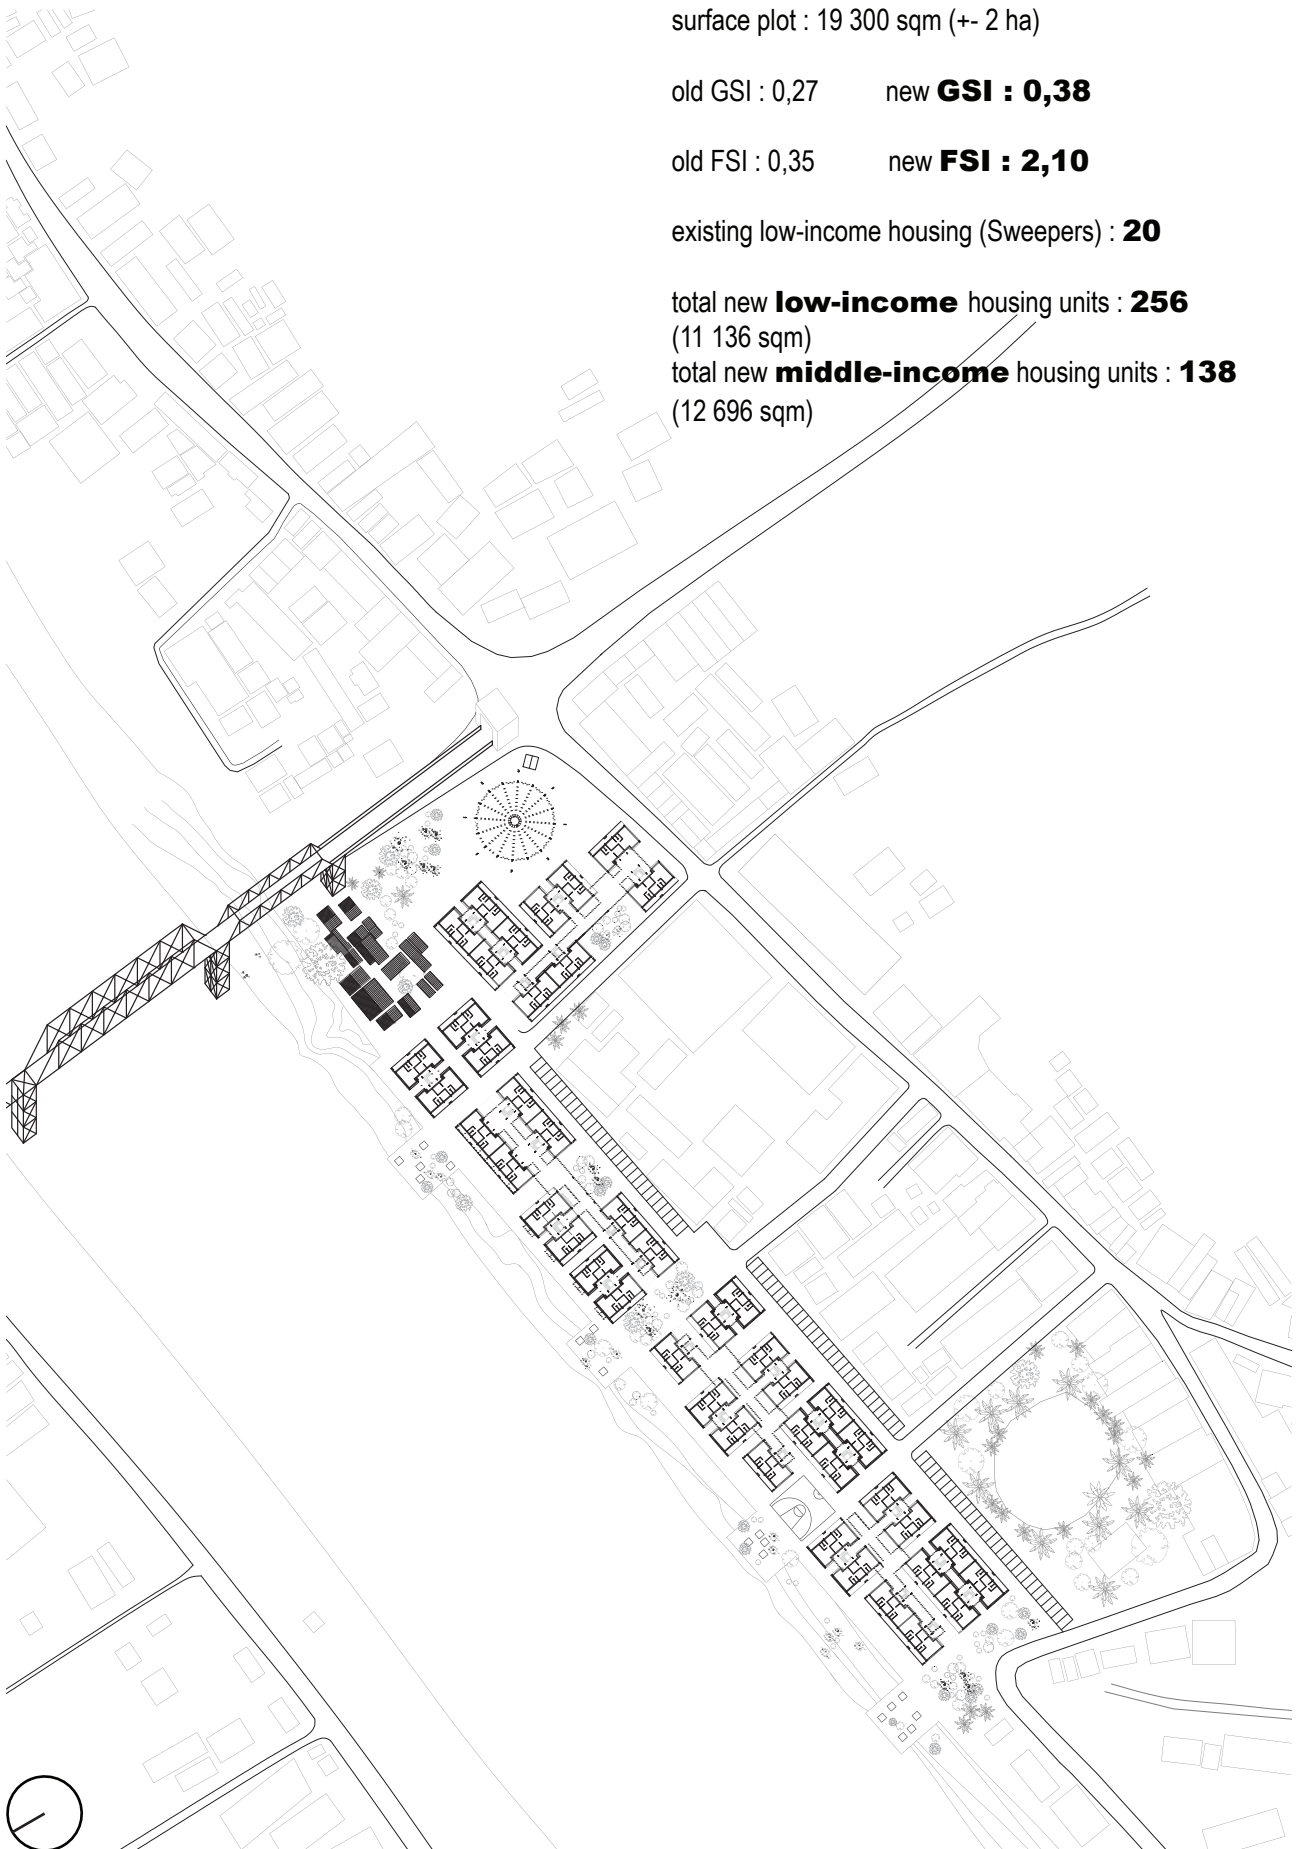 surface plot : 19 300 sqm (+- 2 ha)
old GSI : 0,27 new GSI : 0,38
old FSI : 0,35 new FSI : 2,10
existing low-income housing (Sweepers) : 20
total new low-income housing units : 256
(11 136 sqm)
total new middle-income housing units : 138
(12 696 sqm)